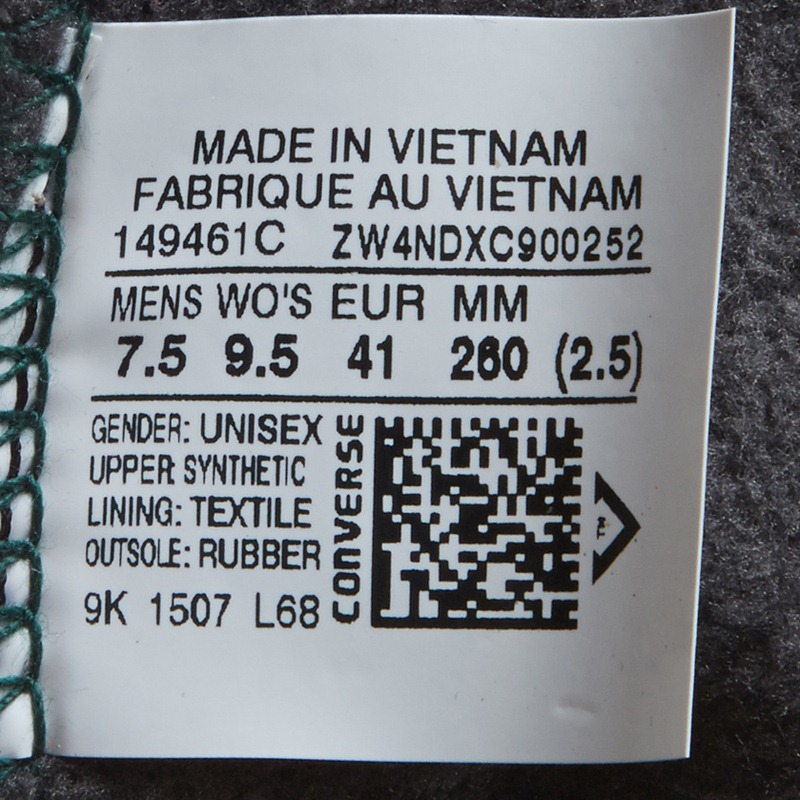 MADE IN VIETNAM
FABRIQUE AU VIETNAM
149461C ZW4NDXC900252
MENS WO'S EUR MM
7.5 9.5 41 260 (2.5)
GENDER: UNISEX
UPPER: SYNTHETIC
LINING: TEXTILE
OUTSOLE: RUBBER
9K 1507 L68
CONVERSE